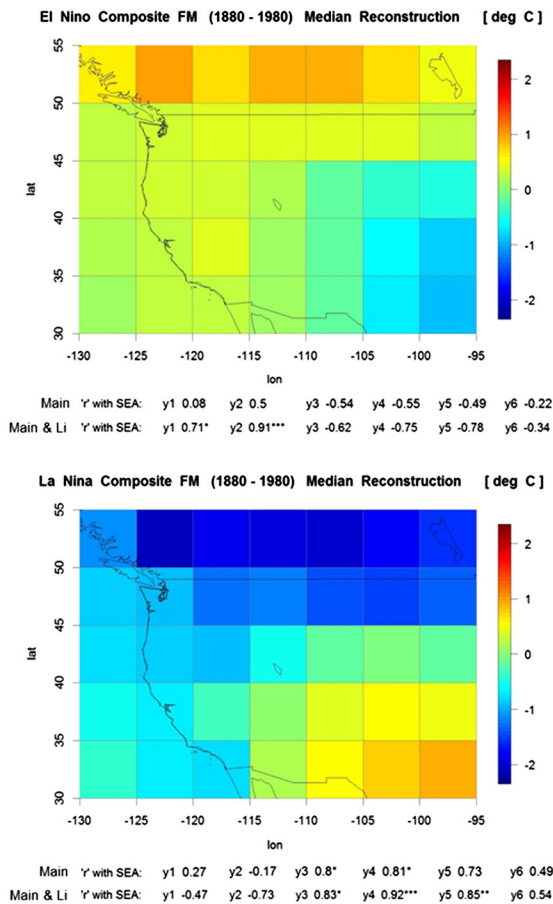 El Nino Composite FM (1880 - 1980) Median Reconstruction [ deg C ]
55
50
45
40
35
30
lat
-130 -125 -120 -115 -110 -105 -100 -95
lon
2
1
0
-1
-2
Main 'r' with SEA: y1 0.08 y2 0.5 y3 -0.54 y4 -0.55 y5 -0.49 y6 -0.22
Main & Li 'r' with SEA: y1 0.71* y2 0.91*** y3 -0.62 y4 -0.75 y5 -0.78 y6 -0.34
La Nina Composite FM (1880 - 1980) Median Reconstruction [ deg C ]
55
50
45
40
35
30
lat
-130 -125 -120 -115 -110 -105 -100 -95
lon
2
1
0
-1
-2
Main 'r' with SEA: y1 0.27 y2 -0.17 y3 0.8* y4 0.81* y5 0.73 y6 0.49
Main & Li 'r' with SEA: y1 -0.47 y2 -0.73 y3 0.83* y4 0.92*** y5 0.85** y6 0.54